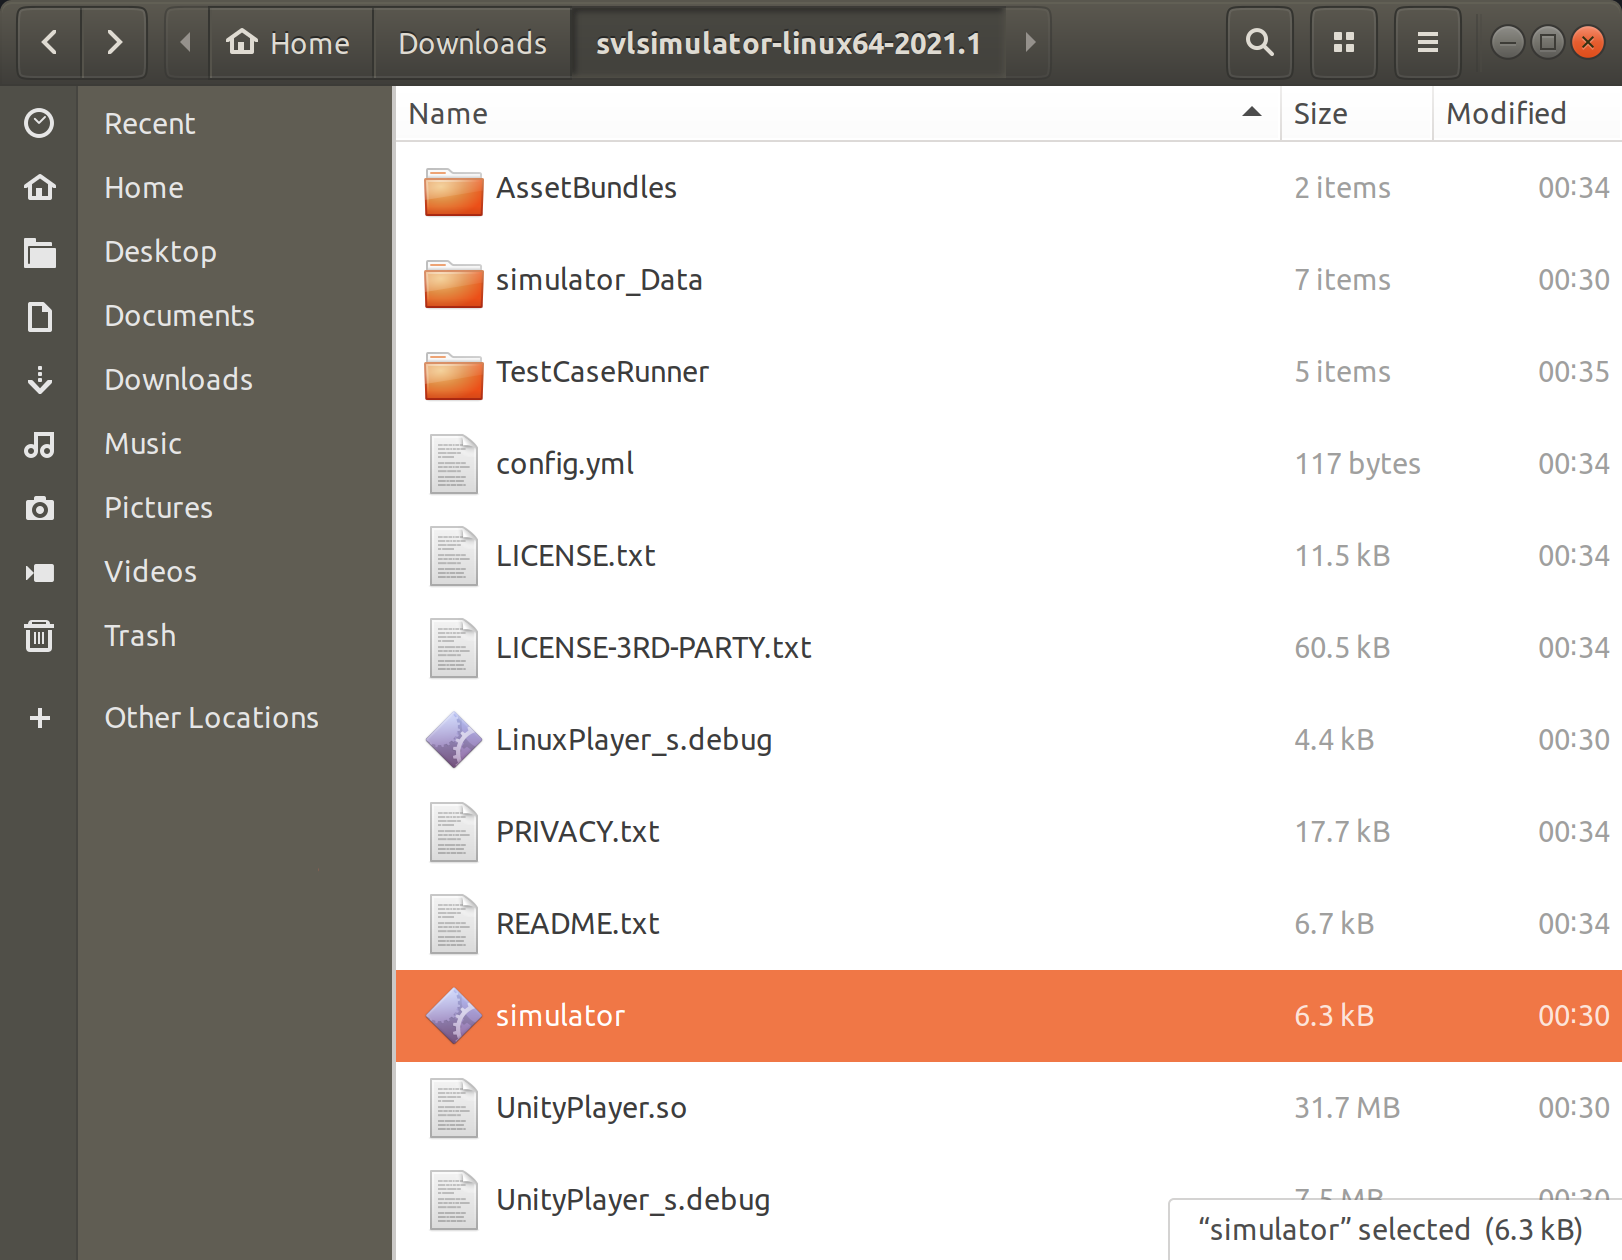 Home Downloads svlsimulator-linux64-2021.1
Recent
Home
Desktop
Documents
Downloads
Music
Pictures
Videos
Trash
Other Locations
Name Size Modified
AssetBundles 2 items 00:34
simulator_Data 7 items 00:30
TestCaseRunner 5 items 00:35
config.yml 117 bytes 00:34
LICENSE.txt 11.5 kB 00:34
LICENSE-3RD-PARTY.txt 60.5 kB 00:34
LinuxPlayer_s.debug 4.4 kB 00:30
PRIVACY.txt 17.7 kB 00:34
README.txt 6.7 kB 00:34
simulator 6.3 kB 00:30
UnityPlayer.so 31.7 MB 00:30
UnityPlayer_s.debug 7.5 MB 00:30
“simulator” selected (6.3 kB)